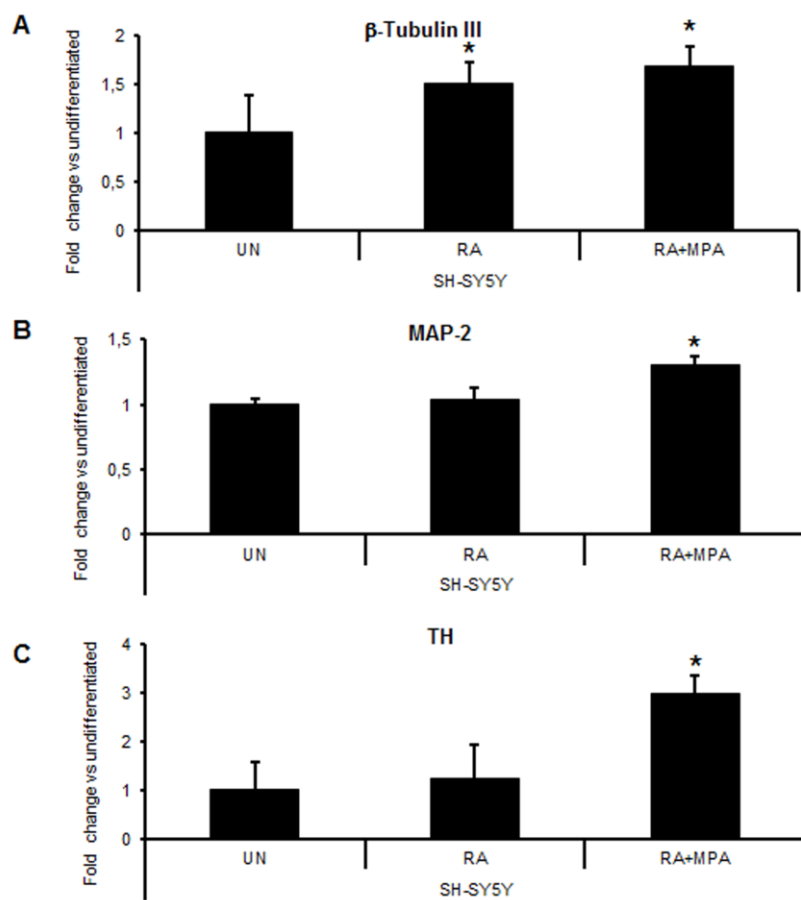 A
β-Tubulin III
Fold change vs undifferentiated
2
1,5
1
0,5
0
*
*
UN
RA
RA+MPA
SH-SY5Y
B
MAP-2
Fold change vs undifferentiated
1,5
1
0,5
0
*
UN
RA
RA+MPA
SH-SY5Y
C
TH
Fold change vs undifferentiated
4
3
2
1
0
*
UN
RA
RA+MPA
SH-SY5Y